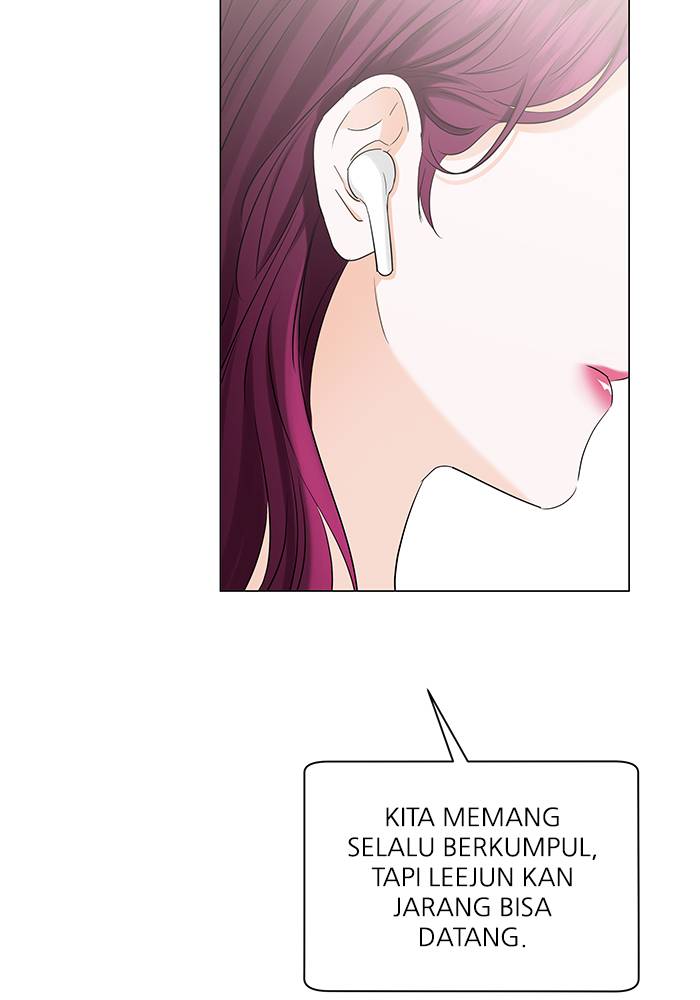 KITA MEMANG
SELALU BERKUMPUL,
TAPI LEEJUN KAN
JARANG BISA
DATANG.